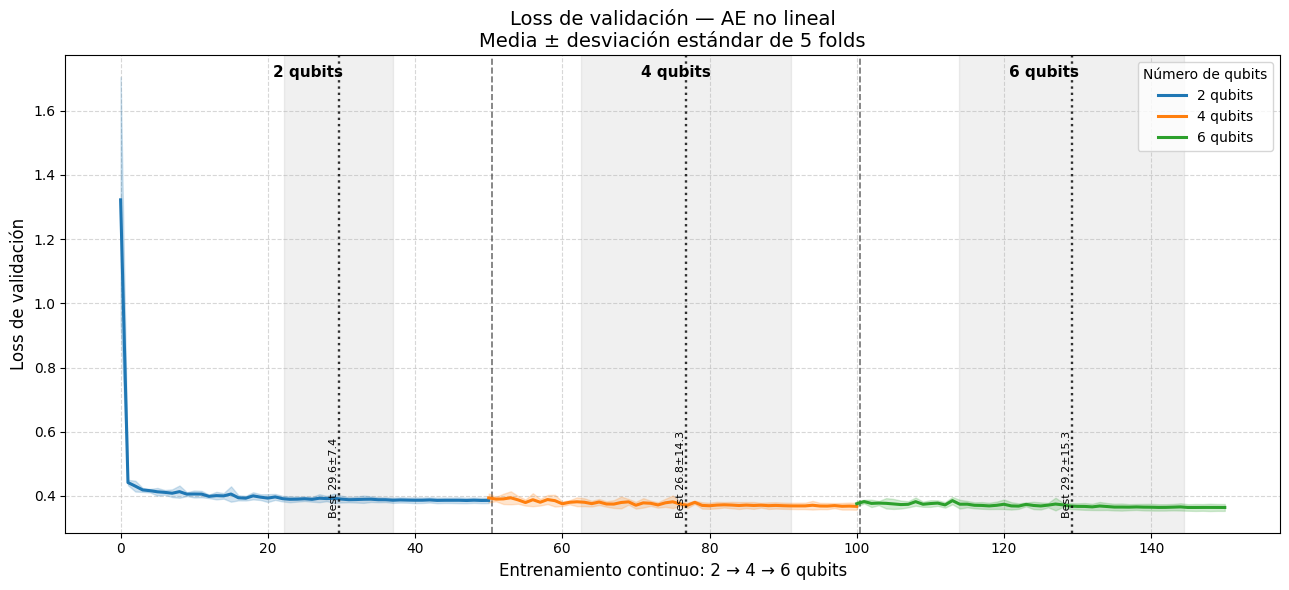 Loss de validación — AE no lineal
Media ± desviación estándar de 5 folds
Loss de validación
1.6
1.4
1.2
1.0
0.8
0.6
0.4
2 qubits
4 qubits
6 qubits
Número de qubits
2 qubits
4 qubits
6 qubits
Best 29.6±7.4
Best 26.8±14.3
Best 29.2±15.3
0
20
40
60
80
100
120
140
Entrenamiento continuo: 2 → 4 → 6 qubits